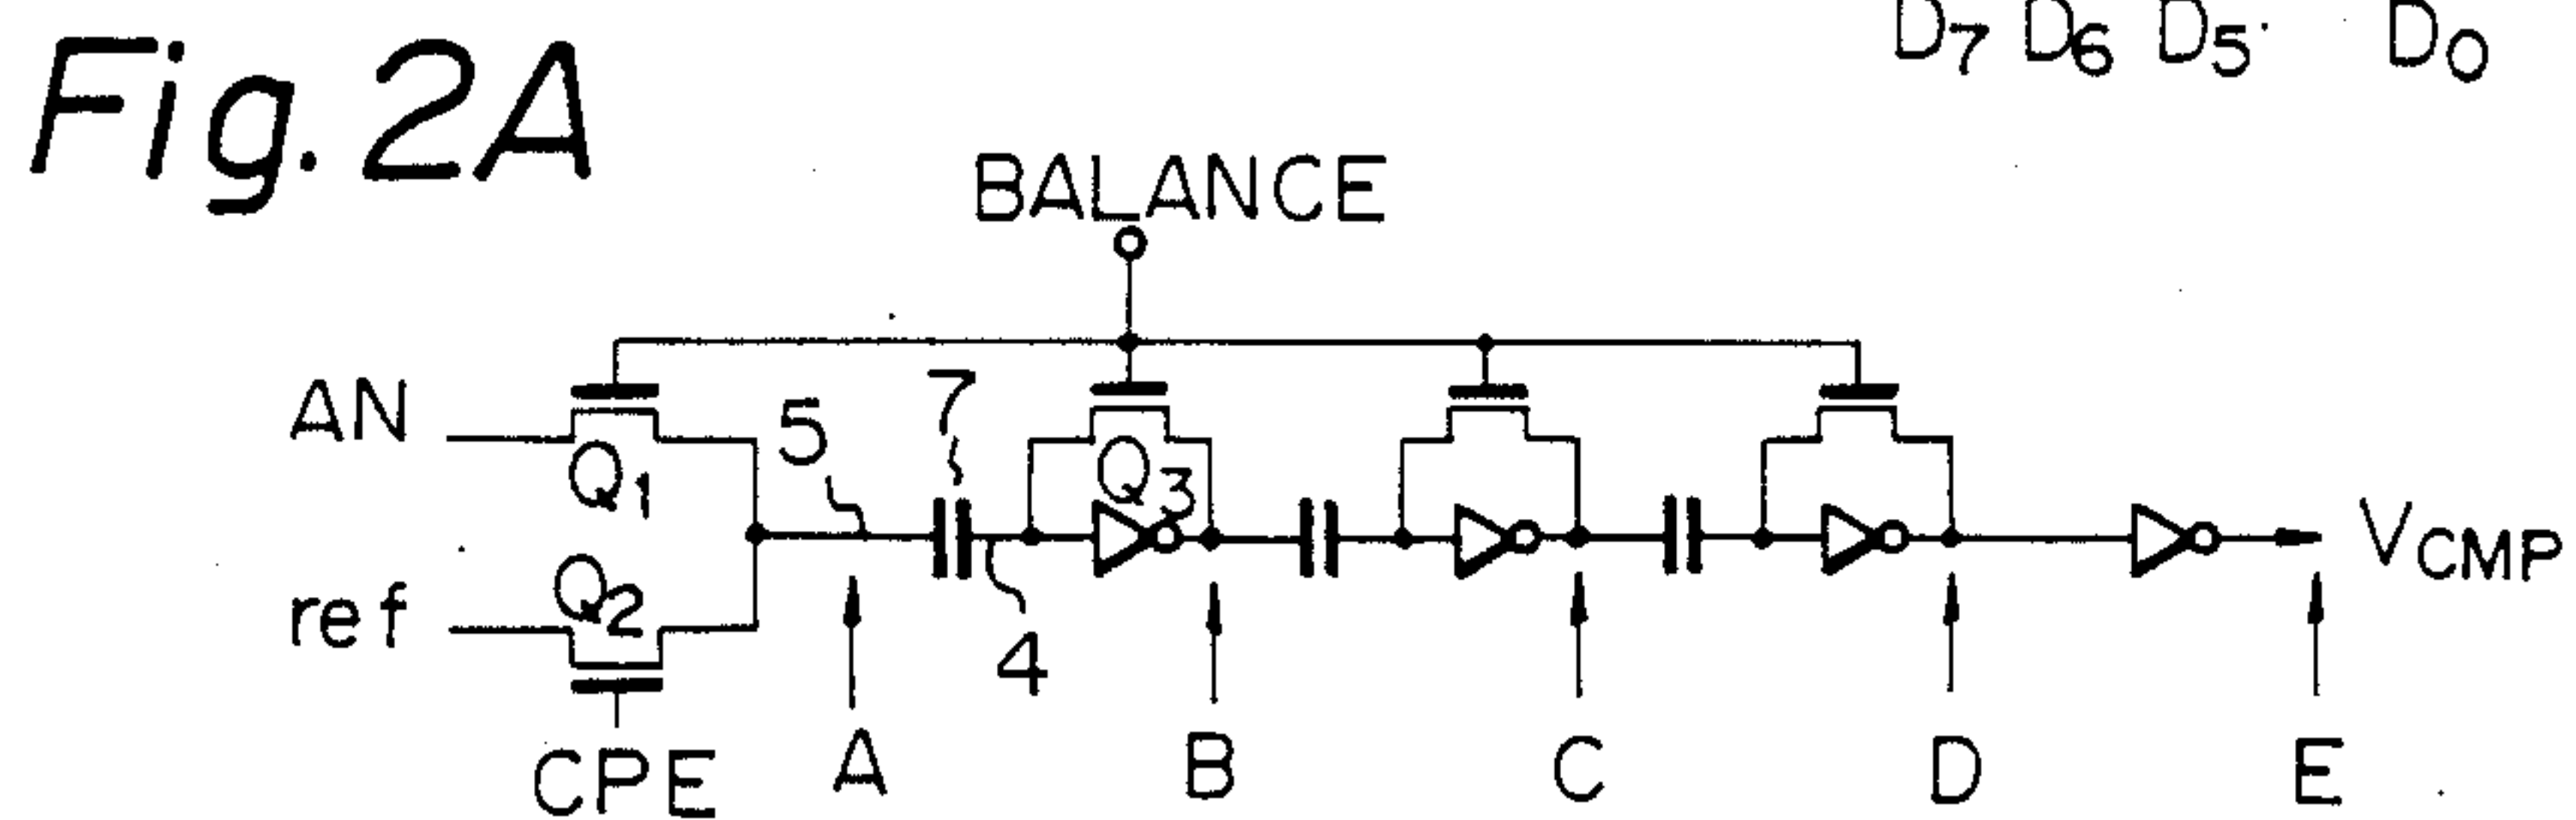 D7 D6 D5 D0
Fig. 2A
BALANCE
AN
Q1
5
7
Q3
ref
Q2
4
VCMP
CPE
A
B
C
D
E